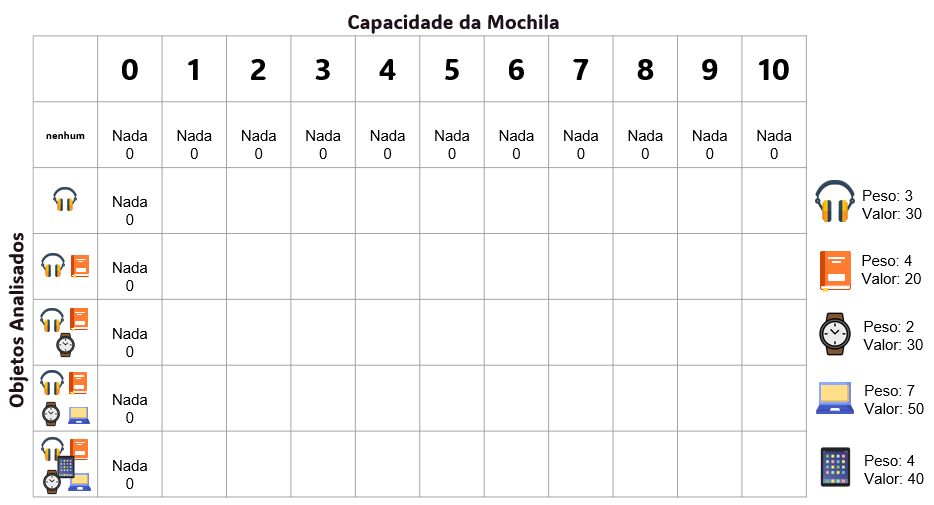 Capacidade da Mochila
0 1 2 3 4 5 6 7 8 9 10
nenhum
Nada Nada Nada Nada Nada Nada Nada Nada Nada Nada Nada
0 0 0 0 0 0 0 0 0 0 0
Objetos Analisados
Nada
0
Peso: 3
Valor: 30
Nada
0
Peso: 4
Valor: 20
Nada
0
Peso: 2
Valor: 30
Nada
0
Peso: 7
Valor: 50
Nada
0
Peso: 4
Valor: 40